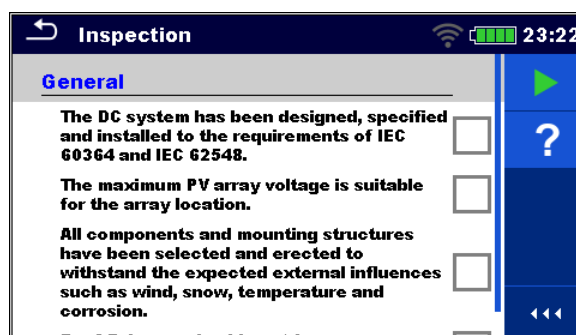 Inspection
23:22
General
The DC system has been designed, specified
and installed to the requirements of IEC
60364 and IEC 62548.
The maximum PV array voltage is suitable
for the array location.
All components and mounting structures
have been selected and erected to
withstand the expected external influences
such as wind, snow, temperature and
corrosion.
?